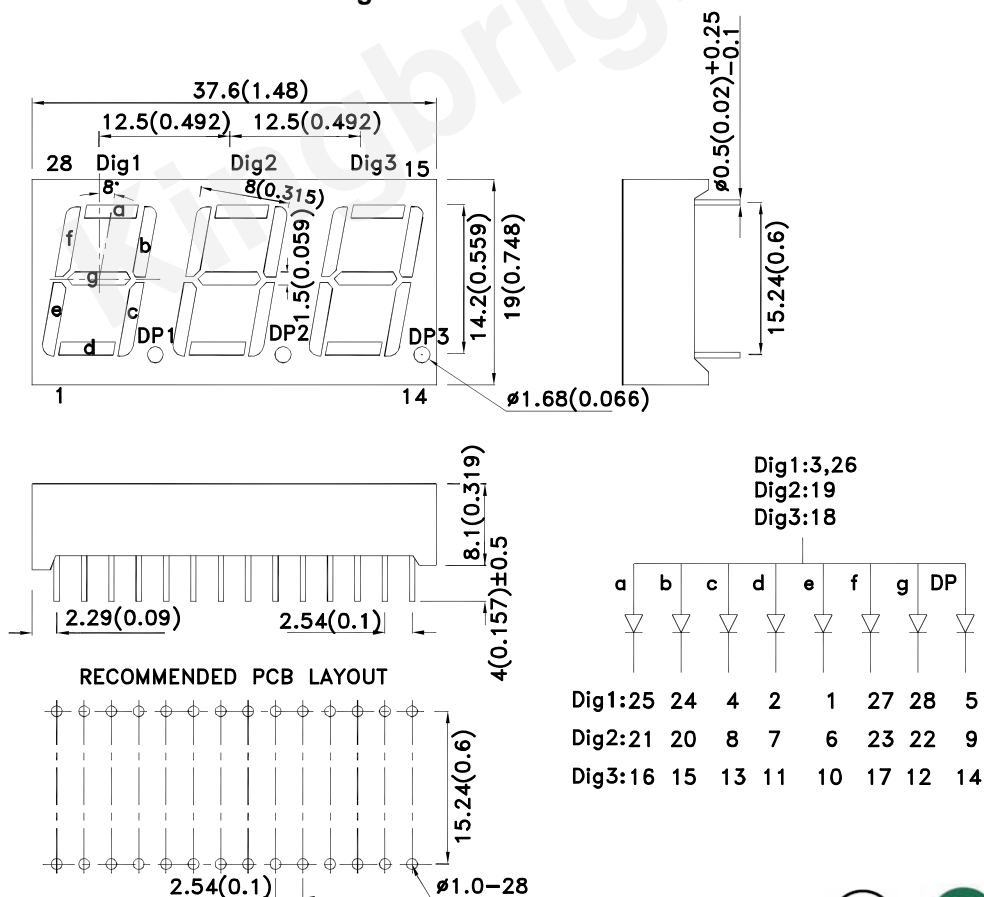 37.6(1.48)
12.5(0.492) 12.5(0.492)
28 Dig1 Dig2 Dig3 15
8° 8(0.315)
a
f b
g
e c
d
DP1 DP2 DP3
1.5(0.059)
14.2(0.559)
19(0.748)
1 14
ø1.68(0.066)
ø0.5(0.02)+0.25
-0.1
15.24(0.6)
8.1(0.319)
4(0.157)±0.5
2.29(0.09) 2.54(0.1)
Dig1:3,26
Dig2:19
Dig3:18
a b c d e f g DP
Dig1:25 24 4 2 1 27 28 5
Dig2:21 20 8 7 6 23 22 9
Dig3:16 15 13 11 10 17 12 14
RECOMMENDED PCB LAYOUT
15.24(0.6)
2.54(0.1)
ø1.0-28